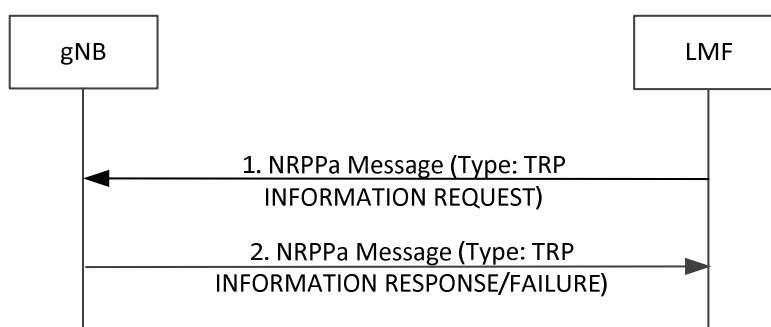 gNB
LMF
1. NRPPa Message (Type: TRP
INFORMATION REQUEST)
2. NRPPa Message (Type: TRP
INFORMATION RESPONSE/FAILURE)